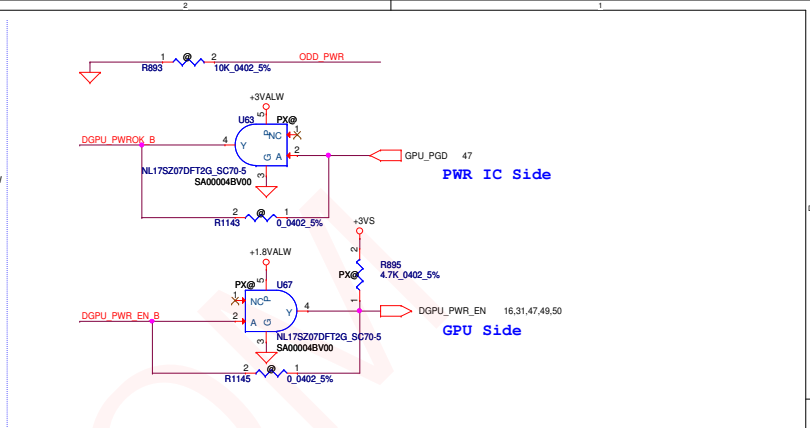 2
1
1
@
2
ODD_PWR
R893
10K_0402_5%
+3VALW
U63
5
PX@
P
NC
1
DGPU_PWROK_B
4
Y
G
A
2
GPU_PGD
47
NL17SZ07DFT2G_SC70-5
3
SA00004BV00
PWR IC Side
2
@
1
R1143
0_0402_5%
+3VS
+1.8VALW
2
R895
PX@
4.7K_0402_5%
PX@
5
U67
1
NC
P
1
DGPU_PWR_EN_B
2
A
G
Y
4
DGPU_PWR_EN
16,31,47,49,50
GPU Side
3
NL17SZ07DFT2G_SC70-5
SA00004BV00
2
@
1
R1145
0_0402_5%